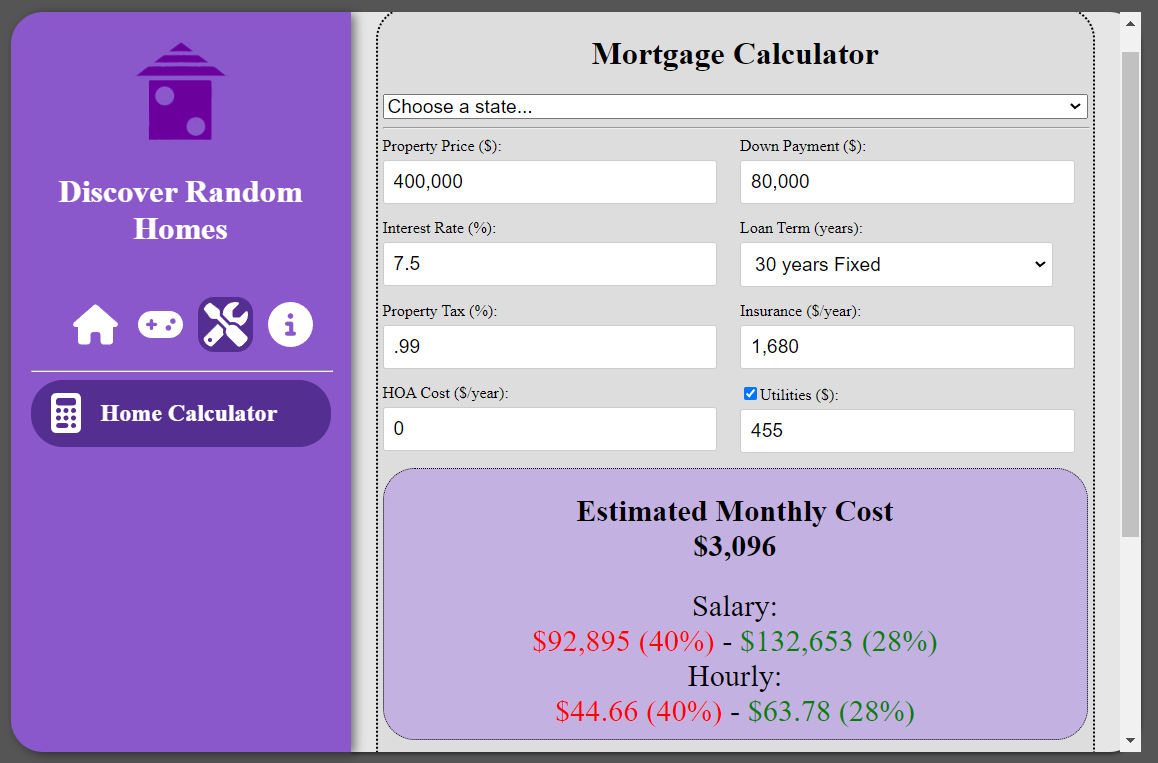 Discover Random
Homes
Home Calculator
Mortgage Calculator
Choose a state...
Property Price ($):
Down Payment ($):
400,000
80,000
Interest Rate (%):
Loan Term (years):
7.5
30 years Fixed
Property Tax (%):
Insurance ($/year):
.99
1,680
HOA Cost ($/year):
Utilities ($):
0
455
Estimated Monthly Cost
$3,096
Salary:
$92,895 (40%) - $132,653 (28%)
Hourly:
$44.66 (40%) - $63.78 (28%)